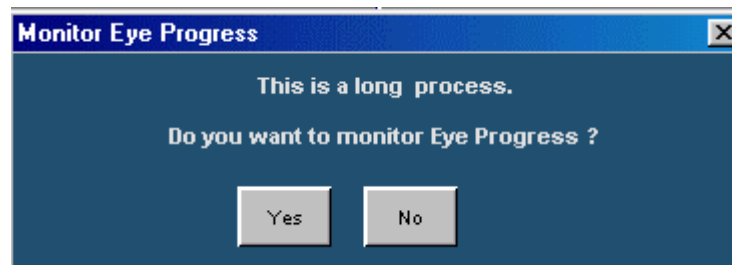 Monitor Eye Progress
This is a long process.
Do you want to monitor Eye Progress ?
Yes No